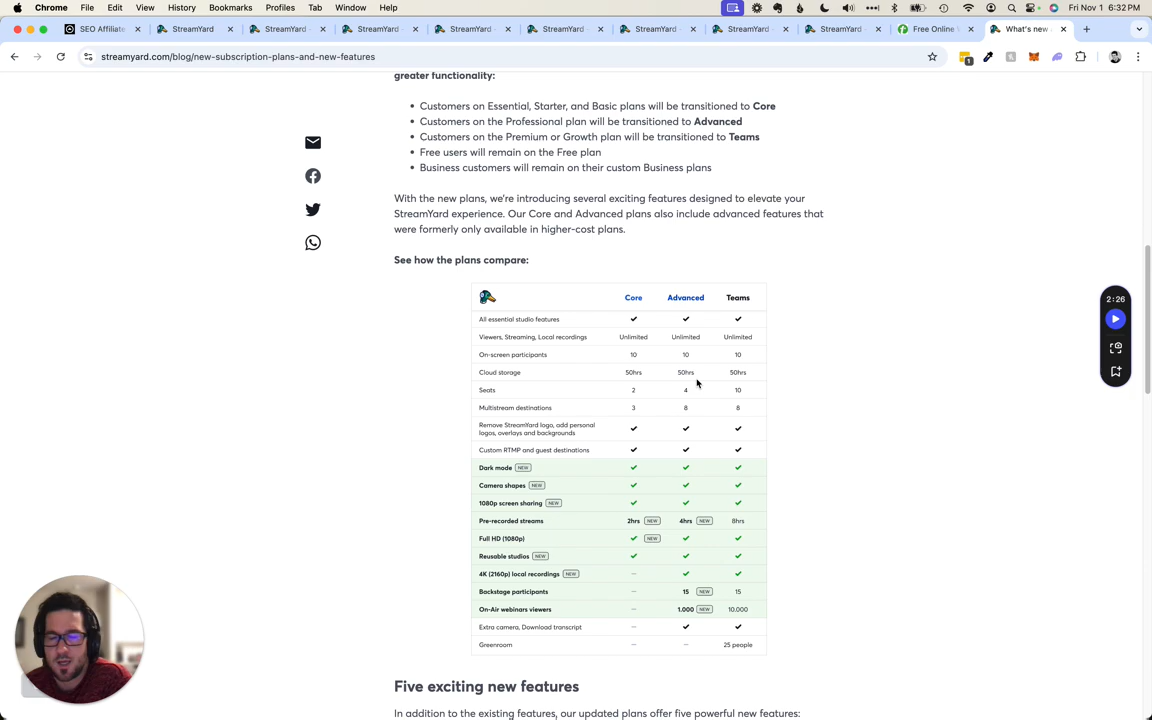 Chrome File Edit View History Bookmarks Profiles Tab Window Help
Fri Nov 1 6:32 PM
SEO Affiliate
StreamYard
StreamYard
StreamYard
StreamYard
StreamYard
StreamYard
StreamYard
StreamYard
Free Online
What's new
streamyard.com/blog/new-subscription-plans-and-new-features
1
greater functionality:
• Customers on Essential, Starter, and Basic plans will be transitioned to Core
• Customers on the Professional plan will be transitioned to Advanced
• Customers on the Premium or Growth plan will be transitioned to Teams
• Free users will remain on the Free plan
• Business customers will remain on their custom Business plans
With the new plans, we're introducing several exciting features designed to elevate your
StreamYard experience. Our Core and Advanced plans also include advanced features that
were formerly only available in higher-cost plans.
See how the plans compare:
Core Advanced Teams
All essential studio features ✔ ✔ ✔
Viewers, Streaming, Local recordings Unlimited Unlimited Unlimited
On-screen participants 10 10 10
Cloud storage 50hrs 50hrs 50hrs
Seats 2 4 10
Multistream destinations 3 8 8
Remove StreamYard logo, add personal
logos, overlays and backgrounds ✔ ✔ ✔
Custom RTMP and guest destinations ✔ ✔ ✔
Dark mode NEW ✔ ✔ ✔
Camera shapes NEW ✔ ✔ ✔
1080p screen sharing NEW ✔ ✔ ✔
Pre-recorded streams 2hrs NEW 4hrs NEW 8hrs
Full HD (1080p) ✔ NEW ✔ ✔
Reusable studios NEW ✔ ✔ ✔
4K (2160p) local recordings NEW – ✔ ✔
Backstage participants – 15 NEW 15
On-Air webinars viewers – 1.000 NEW 10.000
Extra camera, Download transcript – ✔ ✔
Greenroom – – 25 people
Five exciting new features
In addition to the existing features, our updated plans offer five powerful new features:
2:26